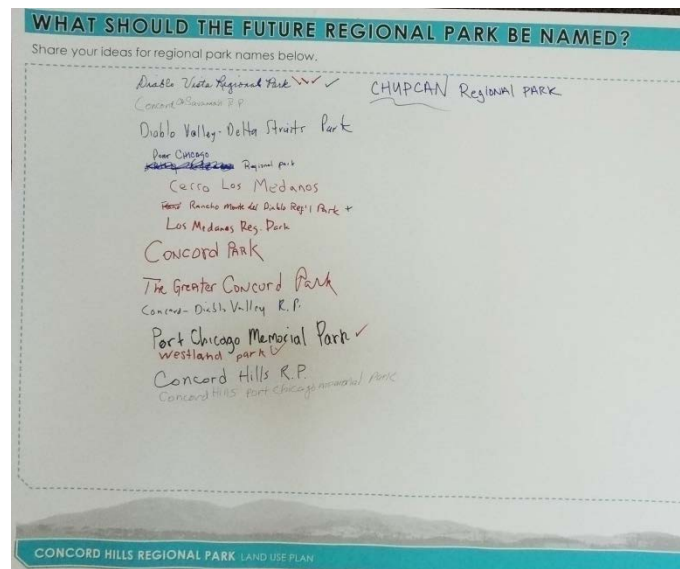 WHAT SHOULD THE FUTURE REGIONAL PARK BE NAMED?
Share your ideas for regional park names below.
Diablo Vista Regional Park ✓✓✓ ✓
Concord R P
Diablo Valley-Delta Straits Park
Port Chicago
Regional park
Cerro Los Medanos
Rancho Monte del Diablo Reg'l Park +
Los Medanos Reg. Park
CONCORD PARK
The Greater Concord Park
Concord-Diablo Valley R.P.
Port Chicago Memorial Park ✓
Westland park ✓
Concord Hills R.P.
Concord Hills Port Chicago memorial Park
CHUPCAN Regional PARK
CONCORD HILLS REGIONAL PARK LAND USE PLAN